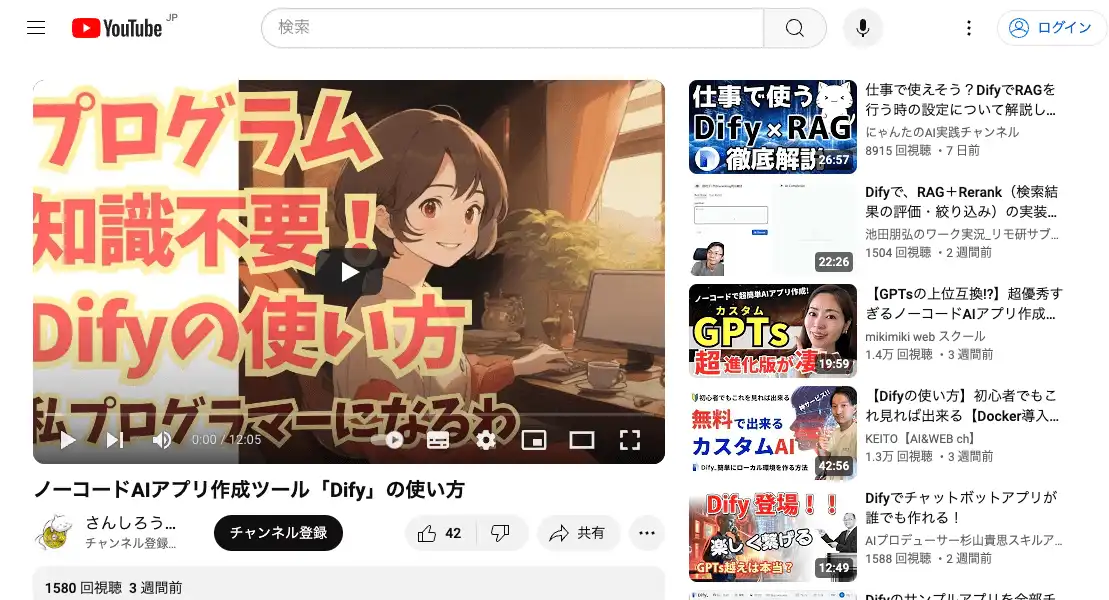 YouTube JP
検索
ログイン
プログラム
知識不要！
Difyの使い方
私プログラマーになるわ
0:00 / 12:05
ノーコードAIアプリ作成ツール「Dify」の使い方
さんしろう...
チャンネル登録...
チャンネル登録
42
共有
1580 回視聴 3 週間前
仕事で使う
Dify×RAG
徹底解説
26:57
仕事で使えそう？DifyでRAGを
行う時の設定について解説し...
にゃんたのAI実践チャンネル
8915 回視聴・7 日前
22:26
Difyで、RAG＋Rerank（検索結
果の評価・絞り込み）の実装...
池田朋弘のワーク実況_リモ研サブ...
1504 回視聴・2 週間前
ノーコードで超簡単AIアプリ作成!
カスタム
GPTs
超進化版が凄
19:59
【GPTsの上位互換!?】超優秀す
ぎるノーコードAIアプリ作成...
mikimiki web スクール
1.4万 回視聴・3 週間前
初心者でもこれを見れば出来る
神サービス!!
無料で出来る
カスタムAI
Dify.簡単にローカル環境を作る方法
42:56
【Difyの使い方】初心者でもこ
れ見れば出来る【Docker導入...
KEITO【AI&WEB ch】
1.3万 回視聴・3 週間前
Dify 登場！！
楽しく繋げる
GPTs越えは本当？
12:49
Difyでチャットボットアプリが
誰でも作れる！
AIプロデューサー杉山貴思スキルア...
1588 回視聴・2 週間前
Difyのサンプルアプリを全部チ